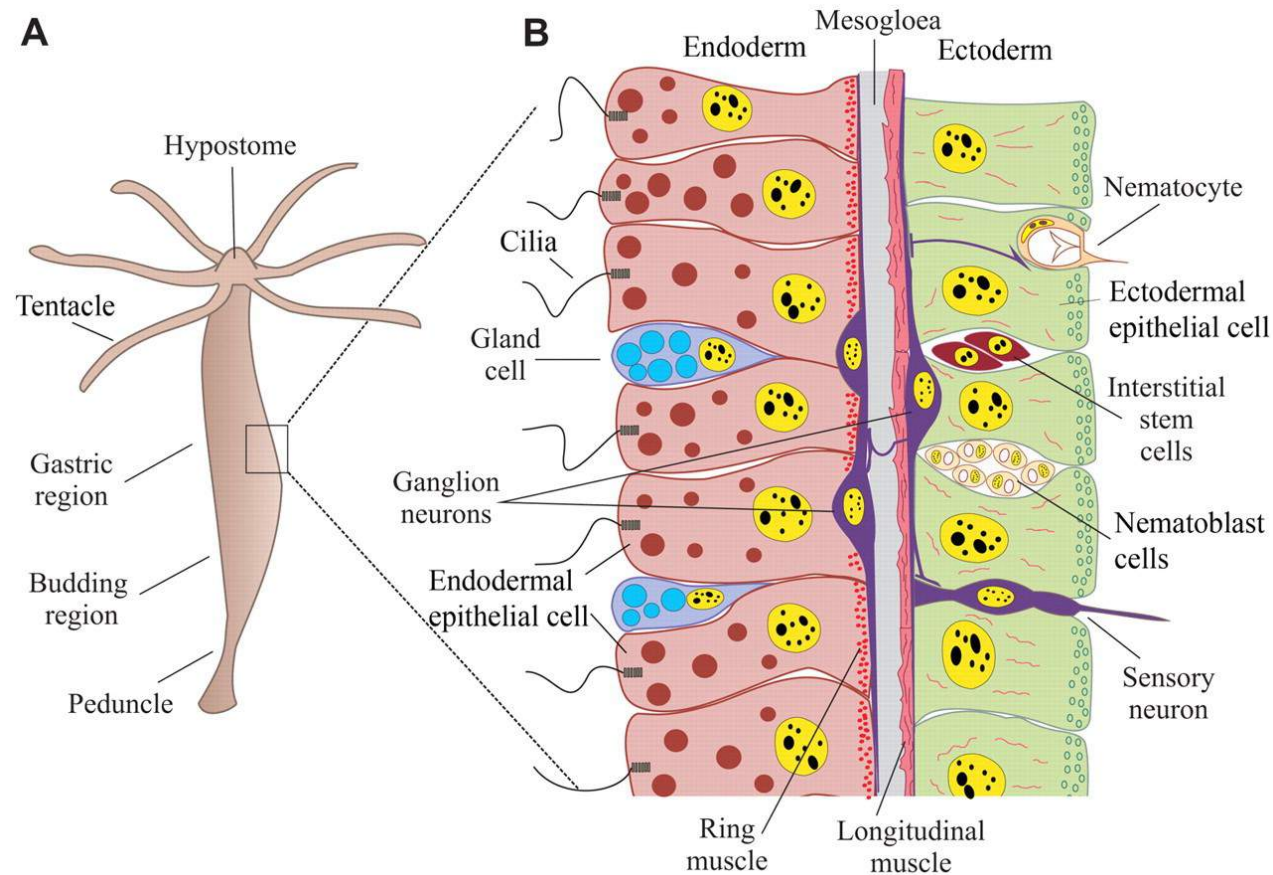 A
Hypostome
Tentacle
Gastric
region
Budding
region
Peduncle
B
Mesogloea
Endoderm
Ectoderm
Cilia
Gland
cell
Ganglion
neurons
Endodermal
epithelial cell
Nematocyte
Ectodermal
epithelial cell
Interstitial
stem
cells
Nematoblast
cells
Sensory
neuron
Ring
muscle
Longitudinal
muscle